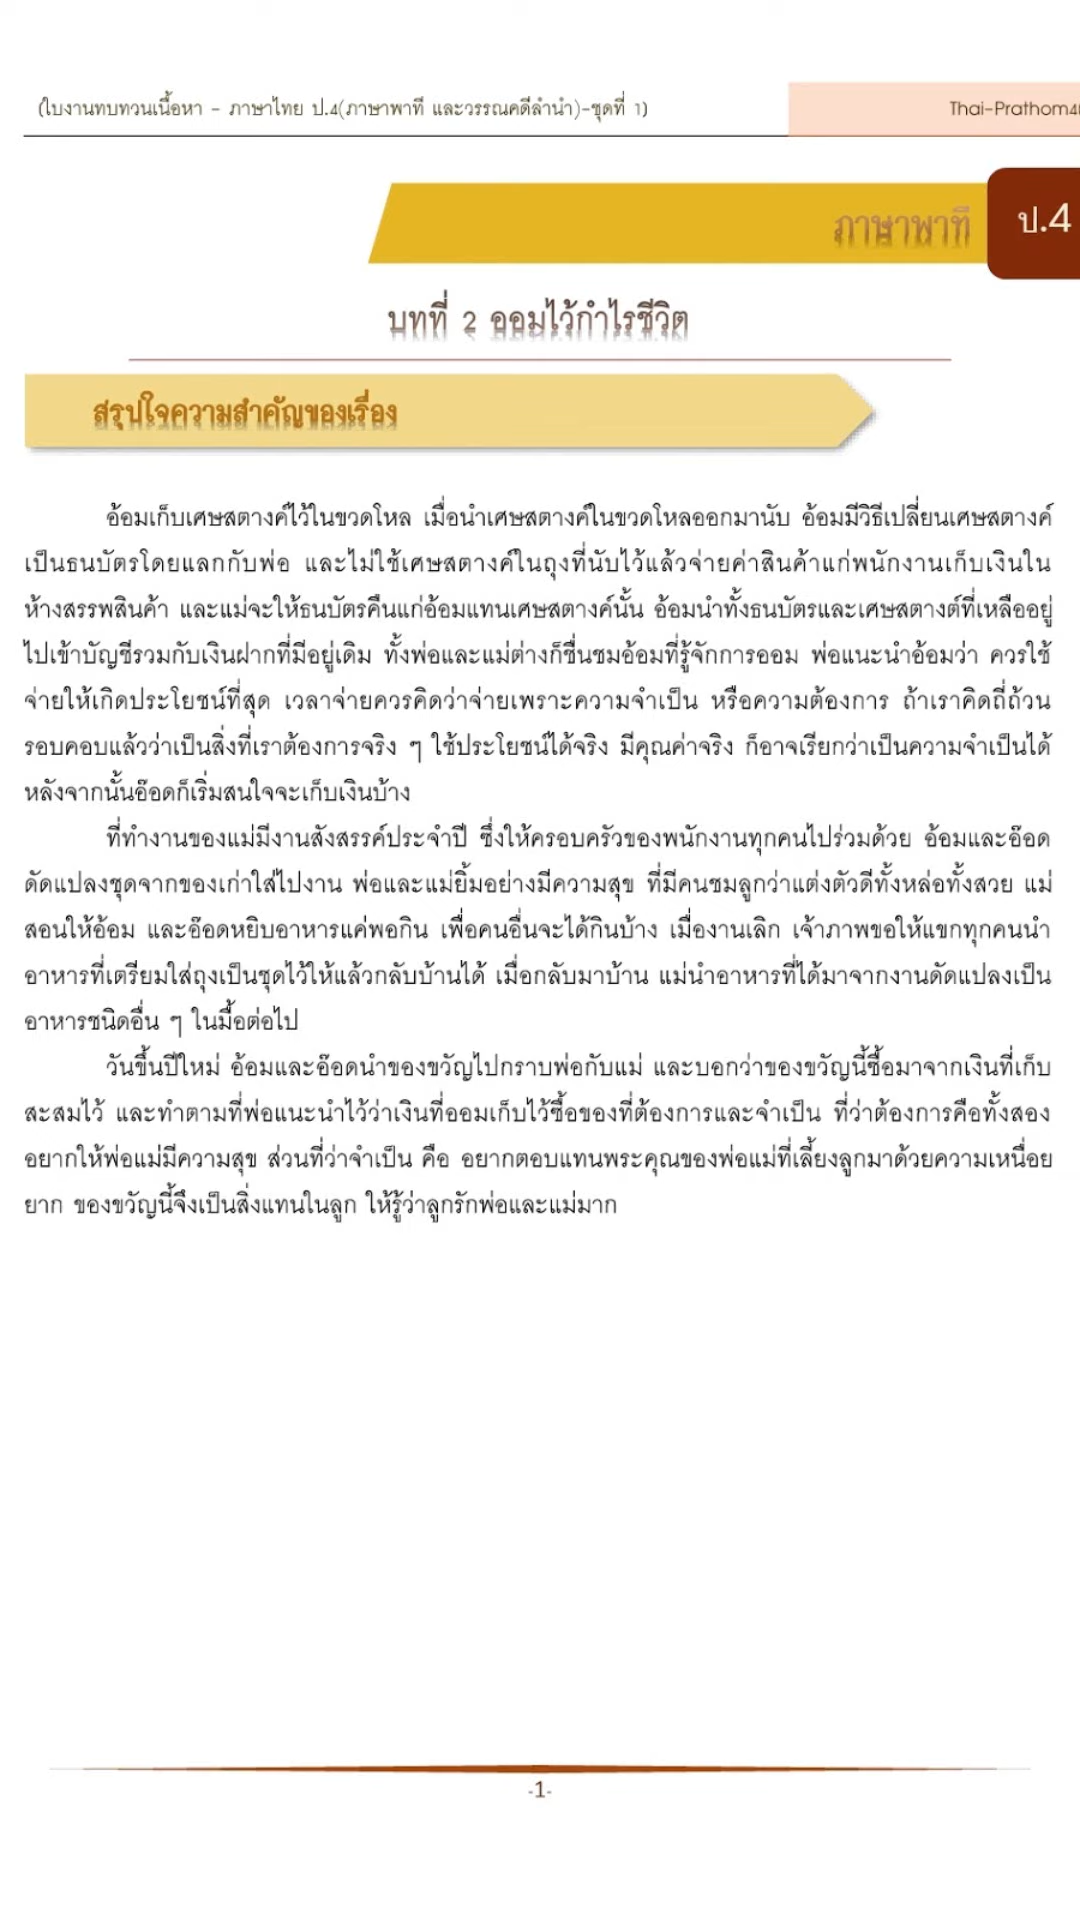 (ใบงานทบทวนเนื้อหา - ภาษาไทย ป.4(ภาษาพาที และวรรณคดีลำนำ)-ชุดที่ 1)
Thai-Prathom4
ภาษาพาที
ป.4
บทที่ 2 ออมไว้กำไรชีวิต
สรุปใจความสำคัญของเรื่อง
อ้อมเก็บเศษสตางค์ไว้ในขวดโหล เมื่อนำเศษสตางค์ในขวดโหลออกมานับ อ้อมมีวิธีเปลี่ยนเศษสตางค์
เป็นธนบัตรโดยแลกกับพ่อ และไม่ใช้เศษสตางค์ในถุงที่นับไว้แล้วจ่ายค่าสินค้าแก่พนักงานเก็บเงินใน
ห้างสรรพสินค้า และแม่จะให้ธนบัตรคืนแก่อ้อมแทนเศษสตางค์นั้น อ้อมนำทั้งธนบัตรและเศษสตางต์ที่เหลืออยู่
ไปเข้าบัญชีรวมกับเงินฝากที่มีอยู่เดิม ทั้งพ่อและแม่ต่างก็ชื่นชมอ้อมที่รู้จักการออม พ่อแนะนำอ้อมว่า ควรใช้
จ่ายให้เกิดประโยชน์ที่สุด เวลาจ่ายควรคิดว่าจ่ายเพราะความจำเป็น หรือความต้องการ ถ้าเราคิดถี่ถ้วน
รอบคอบแล้วว่าเป็นสิ่งที่เราต้องการจริง ๆ ใช้ประโยชน์ได้จริง มีคุณค่าจริง ก็อาจเรียกว่าเป็นความจำเป็นได้
หลังจากนั้นอ๊อดก็เริ่มสนใจจะเก็บเงินบ้าง
ที่ทำงานของแม่มีงานสังสรรค์ประจำปี ซึ่งให้ครอบครัวของพนักงานทุกคนไปร่วมด้วย อ้อมและอ๊อด
ดัดแปลงชุดจากของเก่าใส่ไปงาน พ่อและแม่ยิ้มอย่างมีความสุข ที่มีคนชมลูกว่าแต่งตัวดีทั้งหล่อทั้งสวย แม่
สอนให้อ้อม และอ๊อดหยิบอาหารแค่พอกิน เพื่อคนอื่นจะได้กินบ้าง เมื่องานเลิก เจ้าภาพขอให้แขกทุกคนนำ
อาหารที่เตรียมใส่ถุงเป็นชุดไว้ให้แล้วกลับบ้านได้ เมื่อกลับมาบ้าน แม่นำอาหารที่ได้มาจากงานดัดแปลงเป็น
อาหารชนิดอื่น ๆ ในมื้อต่อไป
วันขึ้นปีใหม่ อ้อมและอ๊อดนำของขวัญไปกราบพ่อกับแม่ และบอกว่าของขวัญนี้ซื้อมาจากเงินที่เก็บ
สะสมไว้ และทำตามที่พ่อแนะนำไว้ว่าเงินที่ออมเก็บไว้ซื้อของที่ต้องการและจำเป็น ที่ว่าต้องการคือทั้งสอง
อยากให้พ่อแม่มีความสุข ส่วนที่ว่าจำเป็น คือ อยากตอบแทนพระคุณของพ่อแม่ที่เลี้ยงลูกมาด้วยความเหนื่อย
ยาก ของขวัญนี้จึงเป็นสิ่งแทนในลูก ให้รู้ว่าลูกรักพ่อและแม่มาก
-1-